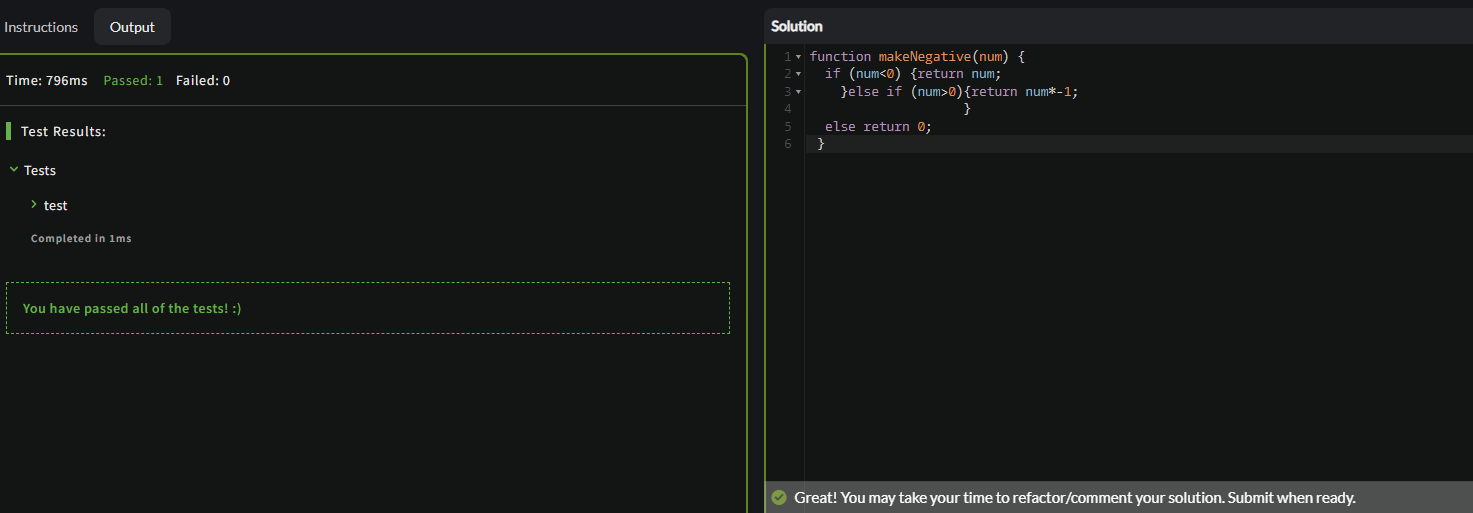 Instructions
Output
Time: 796ms Passed: 1 Failed: 0
Test Results:
Tests
test
Completed in 1ms
You have passed all of the tests! :)
Solution
1 function makeNegative(num) {
2   if (num<0) {return num;
3     }else if (num>0){return num*-1;
4                     }
5   else return 0;
6  }
Great! You may take your time to refactor/comment your solution. Submit when ready.